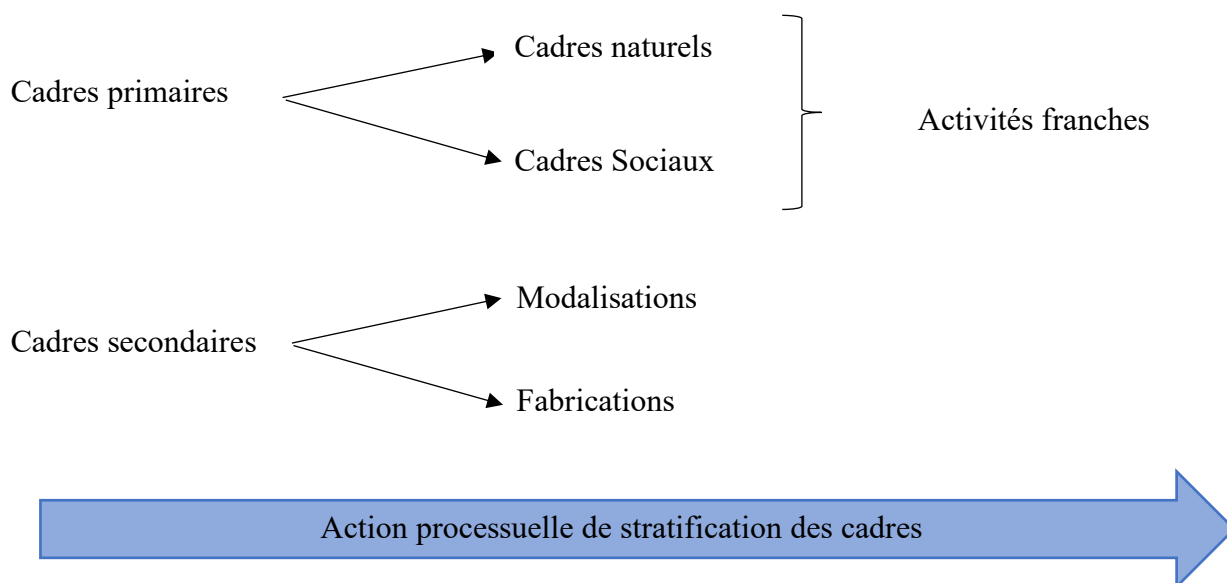 Cadres naturels
Cadres primaires
Activités franches
Cadres Sociaux
Modalisations
Cadres secondaires
Fabrications
Action processuelle de stratification des cadres